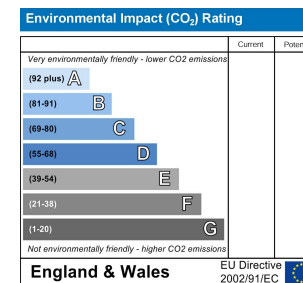 Environmental Impact (CO₂) Rating
Current
Very environmentally friendly - lower CO2 emissions
(92 plus) A
(81-91) B
(69-80) C
(55-68) D
(39-54) E
(21-38) F
(1-20) G
Not environmentally friendly - higher CO2 emissions
England & Wales
EU Directive
2002/91/EC